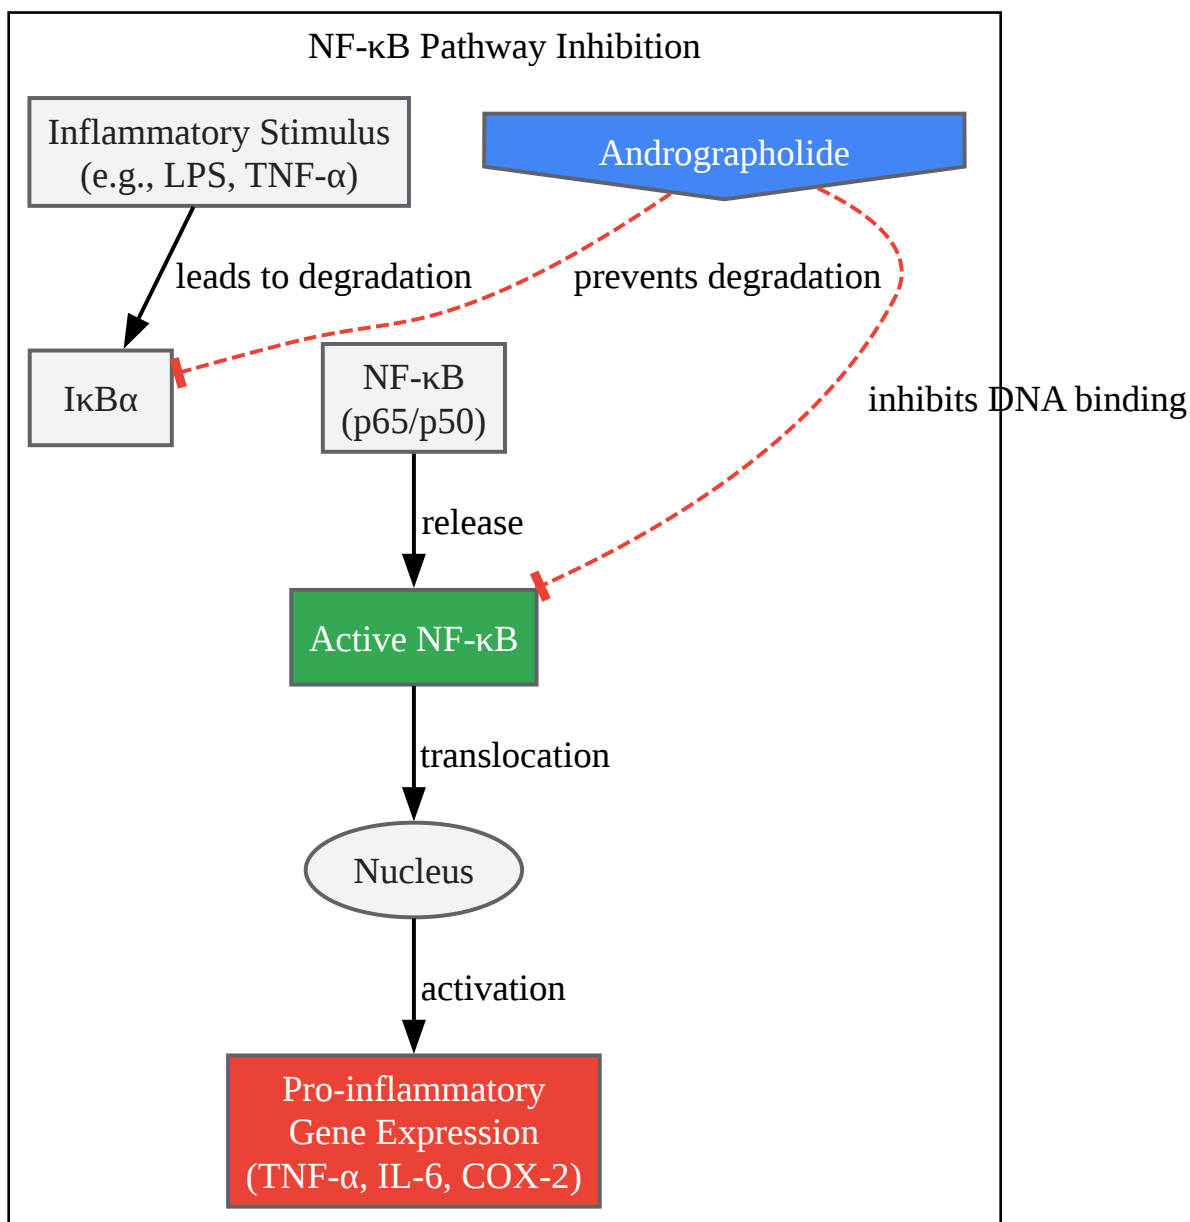 NF-κB Pathway Inhibition
Inflammatory Stimulus
(e.g., LPS, TNF-α)
Andrographolide
leads to degradation
prevents degradation
IκBα
NF-κB
(p65/p50)
inhibits DNA binding
release
Active NF-κB
translocation
Nucleus
activation
Pro-inflammatory
Gene Expression
(TNF-α, IL-6, COX-2)